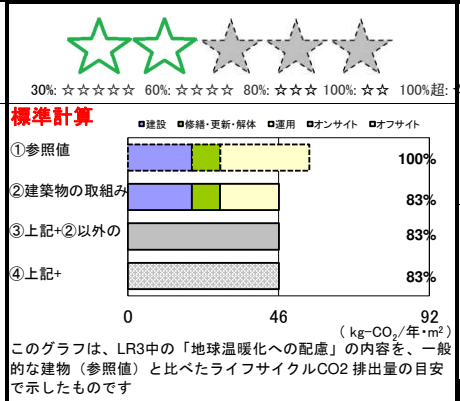 30%: ☆☆☆☆☆ 60%: ☆☆☆☆ 80%: ☆☆☆ 100%: ☆☆ 100%超: ☆
標準計算
建設 修繕・更新・解体 運用 オンサイト オフサイト
①参照値 100%
②建築物の取組み 83%
③上記+②以外の 83%
④上記+ 83%
0 46 92
( kg-CO₂/年・m² )
このグラフは、LR3中の「地球温暖化への配慮」の内容を、一般
的な建物（参照値）と比べたライフサイクルCO2 排出量の目安
で示したものです